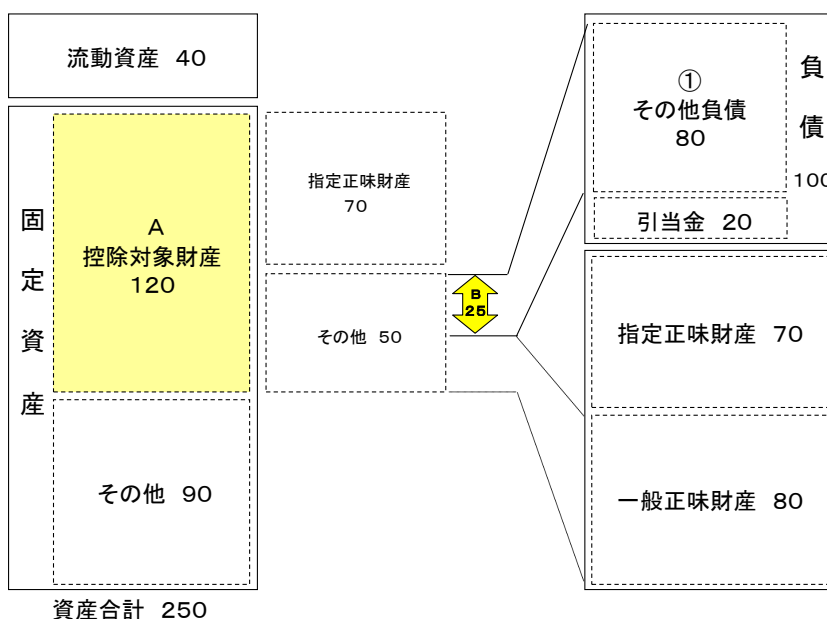 流動資産 40
固定資産
A
控除対象財産
120
その他 90
資産合計 250
指定正味財産
70
その他 50
B
25
①
その他負債
80
引当金 20
負債
100
指定正味財産 70
一般正味財産 80